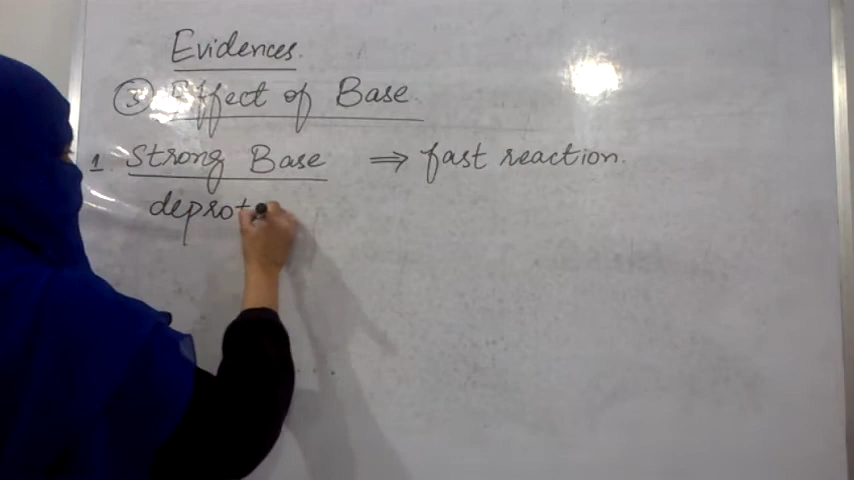 Evidences.
③ Effect of Base.
1. Strong Base ⇒ fast reaction.
deprot